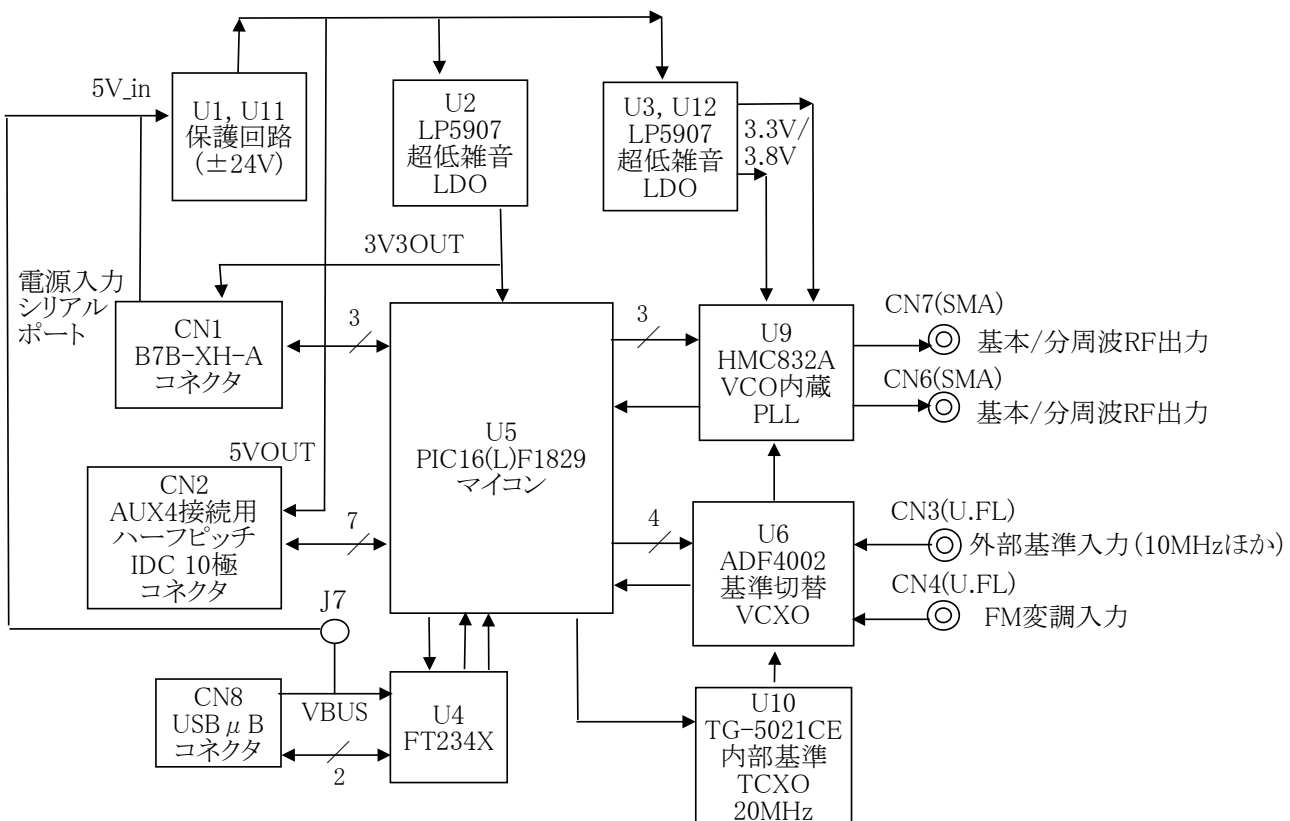 5V_in
U1, U11
保護回路
(±24V)
U2
LP5907
超低雑音
LDO
U3, U12
LP5907
超低雑音
LDO
3.3V/
3.8V
3V3OUT
電源入力
シリアル
ポート
CN1
B7B-XH-A
コネクタ
3
U5
PIC16(L)F1829
マイコン
3
U9
HMC832A
VCO内蔵
PLL
CN7(SMA)
基本/分周波RF出力
CN6(SMA)
基本/分周波RF出力
5VOUT
CN2
AUX4接続用
ハーフピッチ
IDC 10極
コネクタ
7
4
U6
ADF4002
基準切替
VCXO
CN3(U.FL)
外部基準入力(10MHzほか)
CN4(U.FL)
FM変調入力
J7
CN8
USBμB
コネクタ
VBUS
2
U4
FT234X
U10
TG-5021CE
内部基準
TCXO
20MHz